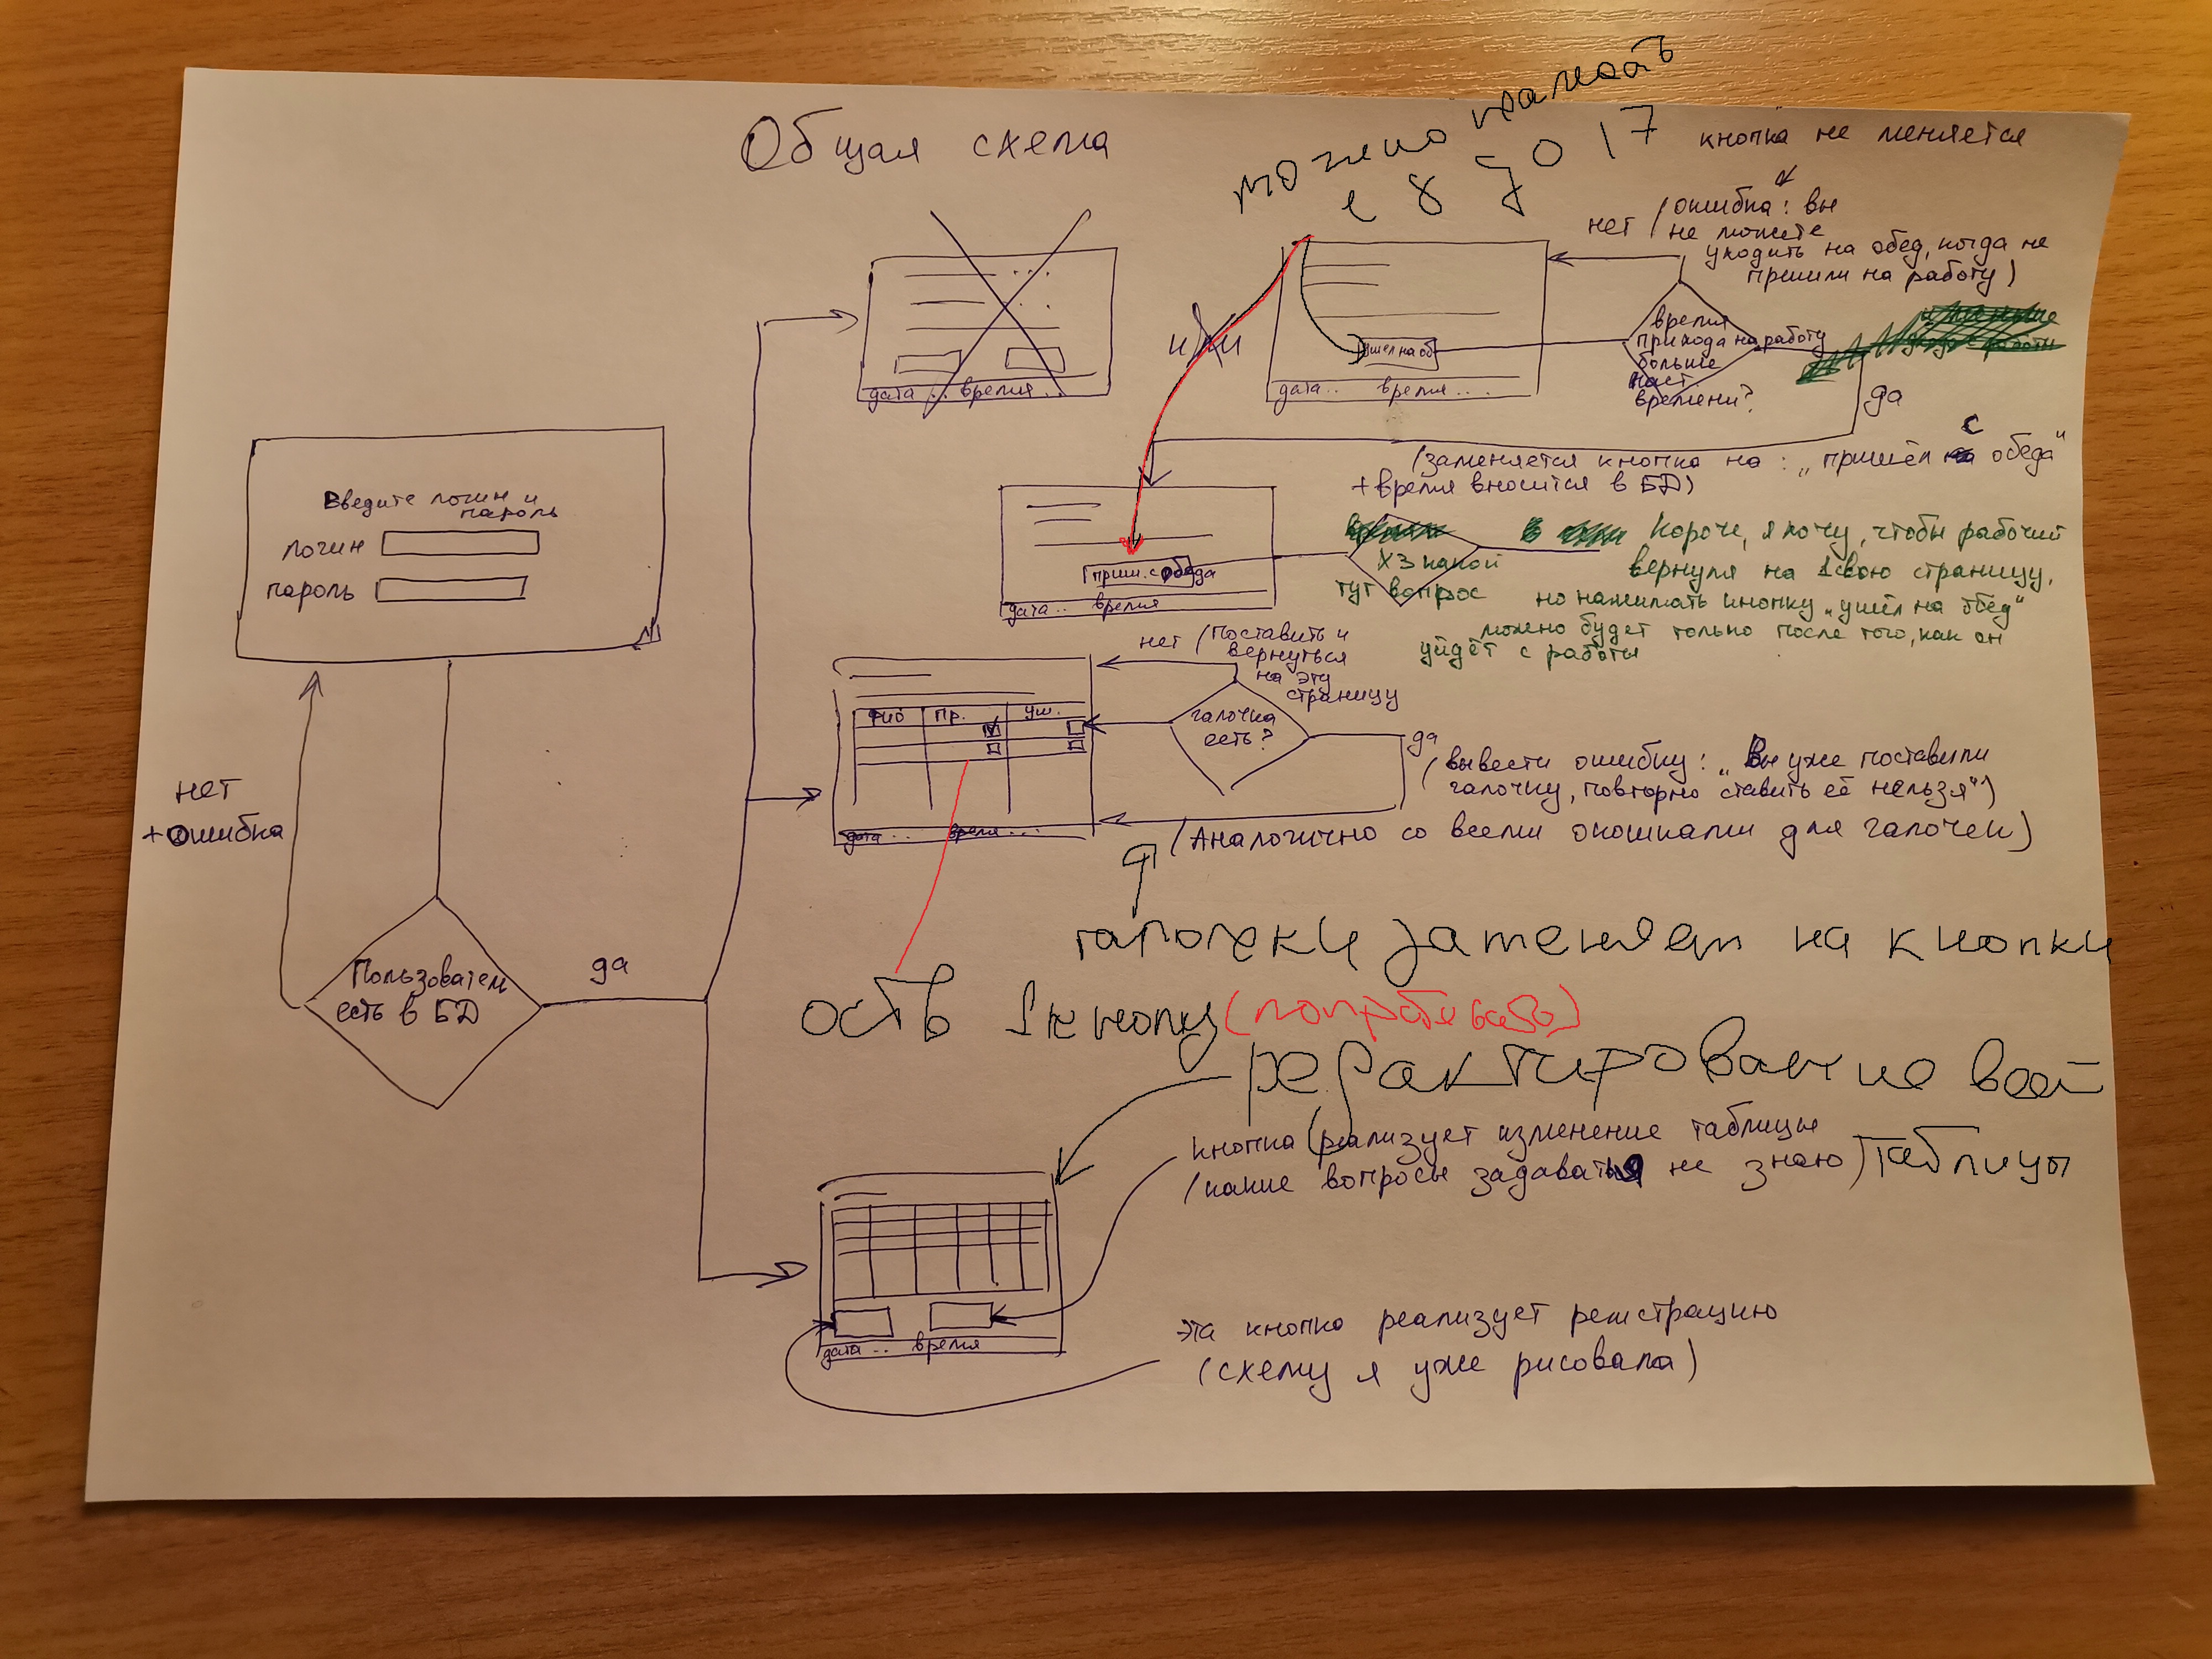 Общая схема
можно нажать
с 8 до 17
кнопка не меняется
нет (ошибка: вы
не можете
уходить на обед, когда не
пришли на работу)
дата .. время ..
или
ушел на об
дата .. время ...
время
прихода на работу
больше
наст.
времени?
да
(заменяется кнопка на: „пришёл с обеда"
+ время вносится в БД)
Введите логин и
пароль
логин
пароль
приш. с обеда
дата .. время
ХЗ какой
тут вопрос
Короче, я хочу, чтобы рабочий
вернулся на 1 свою страницу,
но нажимать кнопку „ушёл на обед"
можно будет только после того, как он
уйдёт с работы
нет (поставить и
вернуться
на эту
страницу
фио пр. уш.
галочка
есть?
да
(вывести ошибку: „Вы уже поставили
галочку, повторно ставить её нельзя")
дата .. время ...
(Аналогично со всеми окошками для галочек)
нет
+ ошибка
галочеки на кнопки
Пользователь
есть в БД
да
ость 1 кнопку
редактирование всей
таблицы
кнопка (реализует изменение таблицы
(какие вопросы задавать я не знаю)
дата .. время
эта кнопка реализует регистрацию
(схему я уже рисовала)